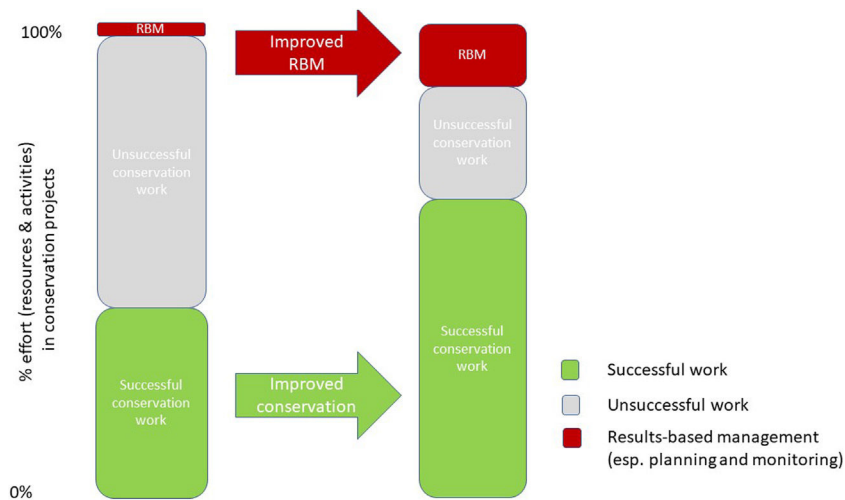 100%
RBM
Improved
RBM
RBM
Unsuccessful
conservation
work
Unsuccessful
conservation
work
% effort (resources & activities)
in conservation projects
Successful
conservation
work
Improved
conservation
Successful
conservation
work
Successful work
Unsuccessful work
Results-based management
(esp. planning and monitoring)
0%